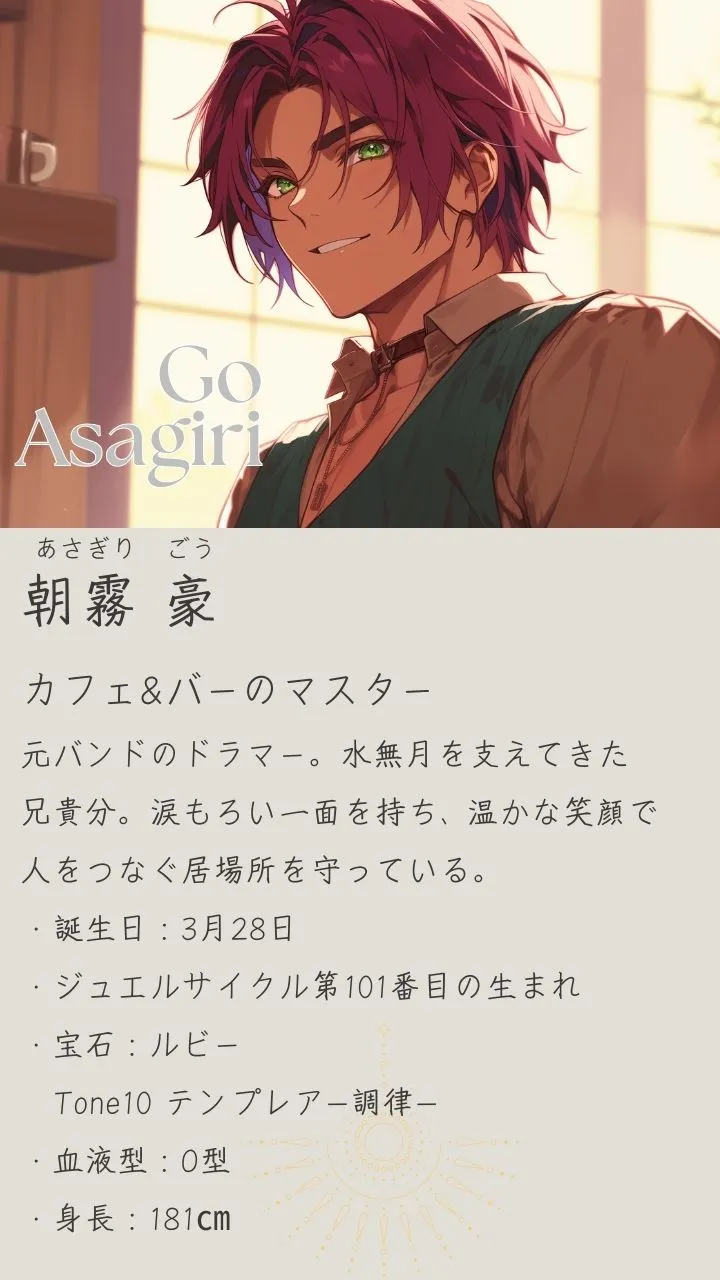 Go
Asagiri
あさぎり ごう
朝霧 豪
カフェ&バーのマスター
元バンドのドラマー。水無月を支えてきた
兄貴分。涙もろい一面を持ち、温かな笑顔で
人をつなぐ居場所を守っている。
・誕生日：3月28日
・ジュエルサイクル第101番目の生まれ
・宝石：ルビー
Tone10 テンプレアー調律ー
・血液型：O型
・身長：181cm